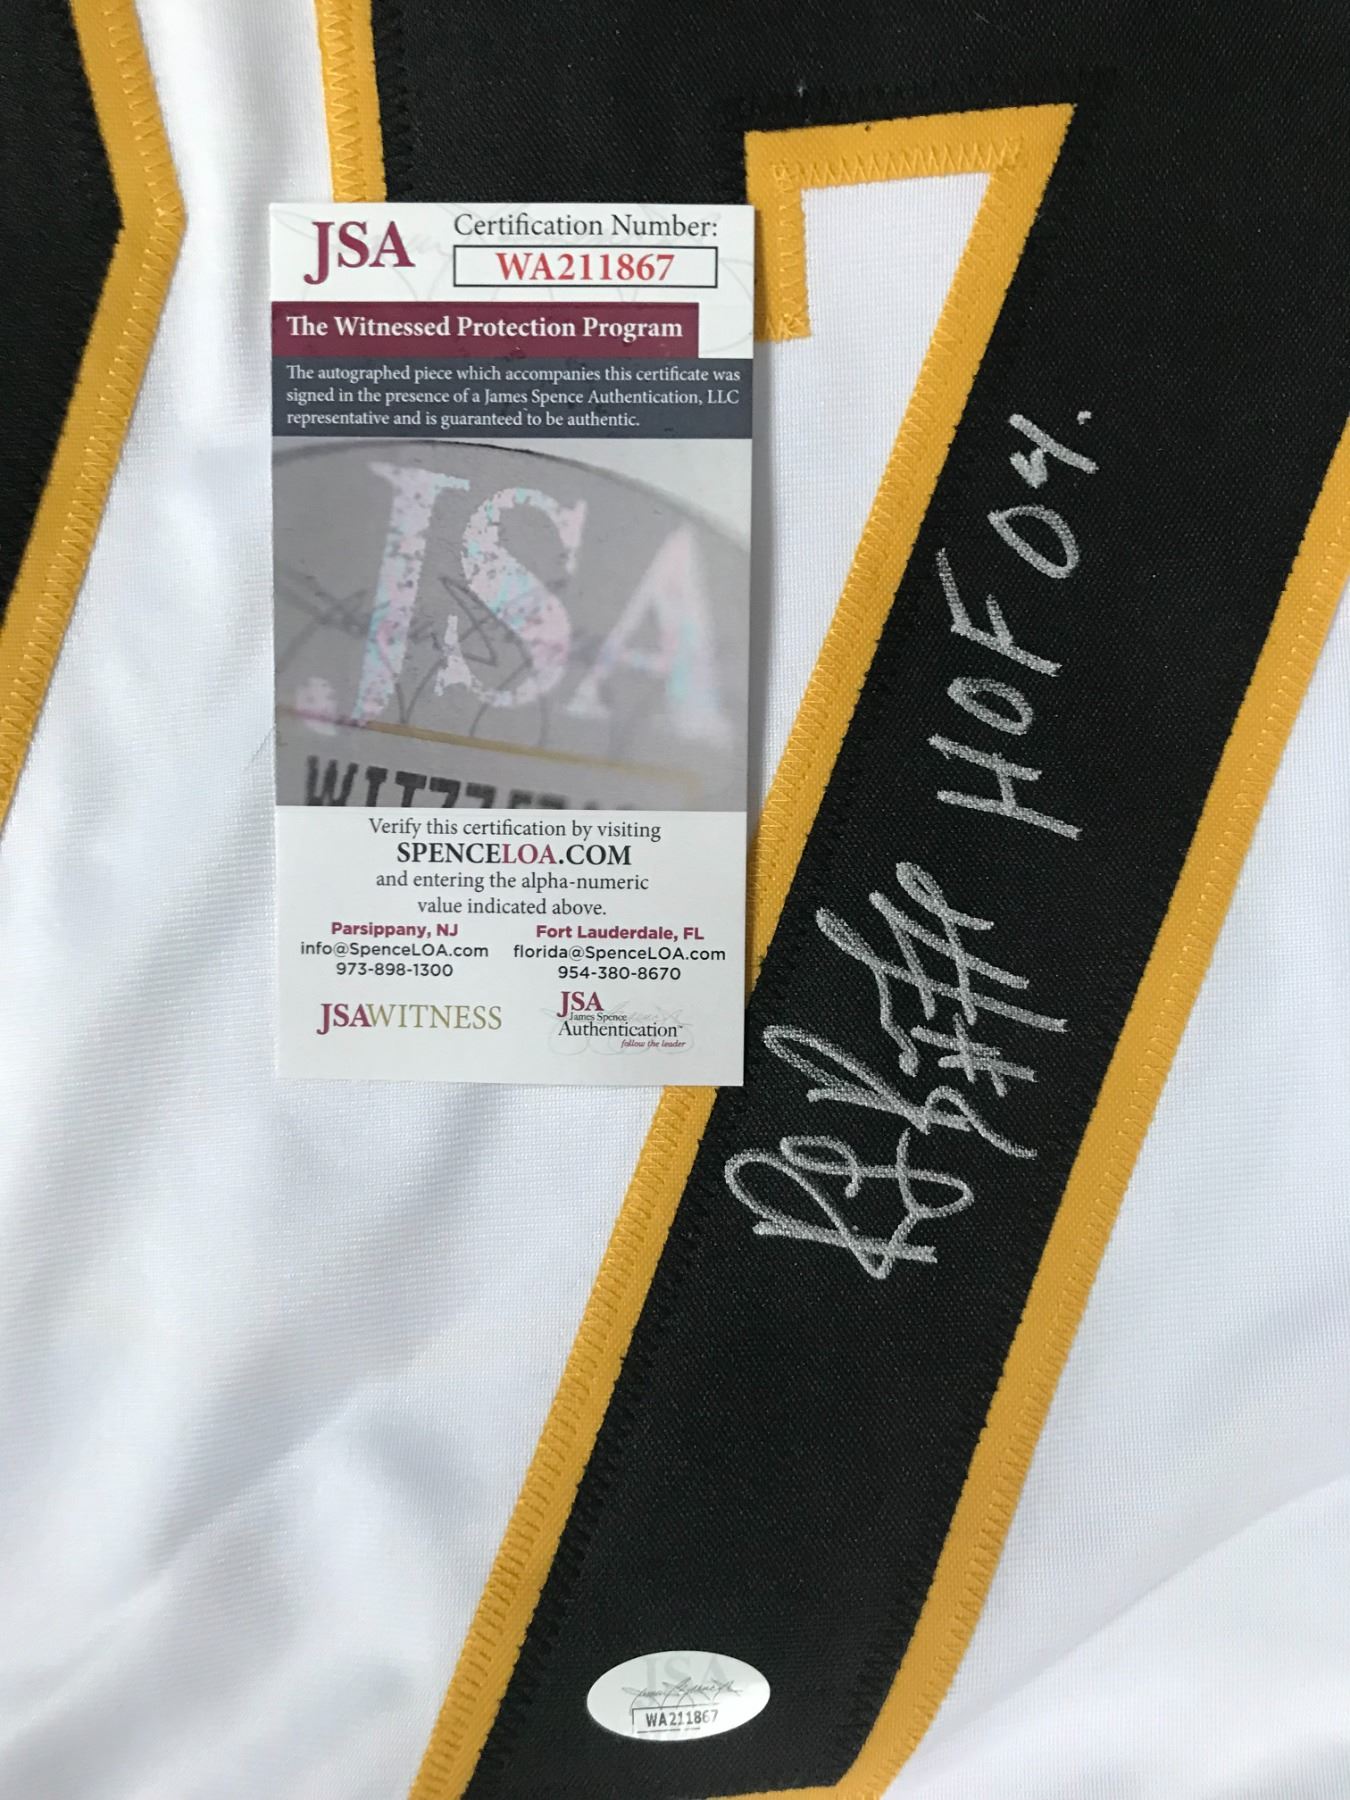 JSA
Certification Number:
WA211867
The Witnessed Protection Program
The autographed piece which accompanies this certificate was
signed in the presence of a James Spence Authentication, LLC
representative and is guaranteed to be authentic.
JSA
Verify this certification by visiting
SPENCELOA.COM
and entering the alpha-numeric
value indicated above.
Parsippany, NJ
info@SpenceLOA.com
973-898-1300
Fort Lauderdale, FL
florida@SpenceLOA.com
954-380-8670
JSAWITNESS
JSA
James Spence
Authentication
follow the leader
7
HOF 04.
JSA
WA211867